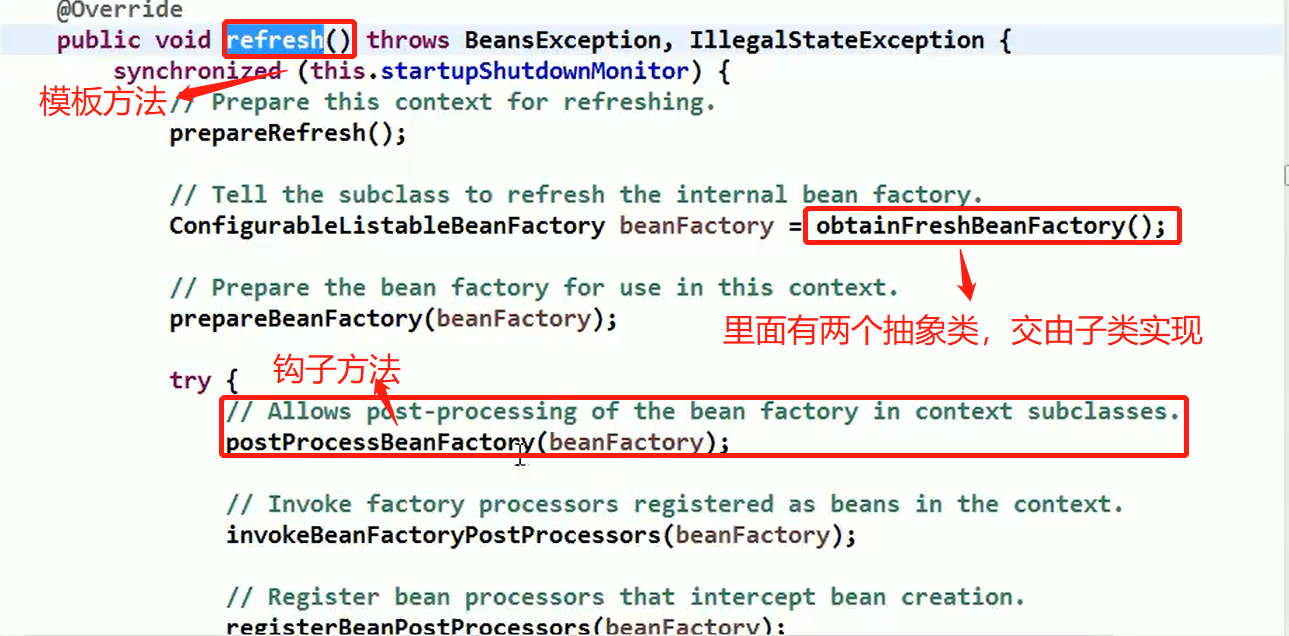 @Override
public void refresh() throws BeansException, IllegalStateException {
synchronized (this.startupShutdownMonitor) {
模板方法
// Prepare this context for refreshing.
prepareRefresh();
// Tell the subclass to refresh the internal bean factory.
ConfigurableListableBeanFactory beanFactory = obtainFreshBeanFactory();
// Prepare the bean factory for use in this context.
prepareBeanFactory(beanFactory);
里面有两个抽象类，交由子类实现
钩子方法
try {
// Allows post-processing of the bean factory in context subclasses.
postProcessBeanFactory(beanFactory);
// Invoke factory processors registered as beans in the context.
invokeBeanFactoryPostProcessors(beanFactory);
// Register bean processors that intercept bean creation.
registerBeanPostProcessors(beanFactory);